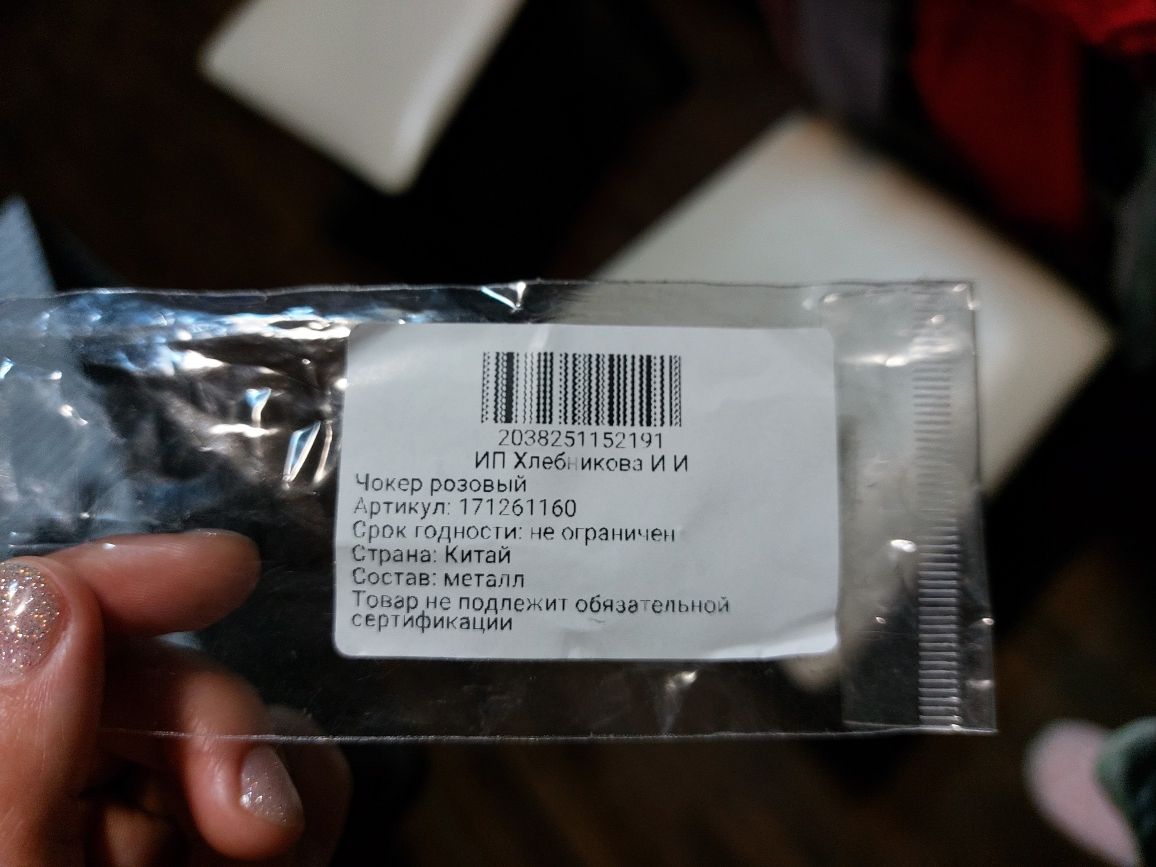 2038251152191
ИП Хлебникова И И
Чокер розовый
Артикул: 171261160
Срок годности: не ограничен
Страна: Китай
Состав: металл
Товар не подлежит обязательной
сертификации